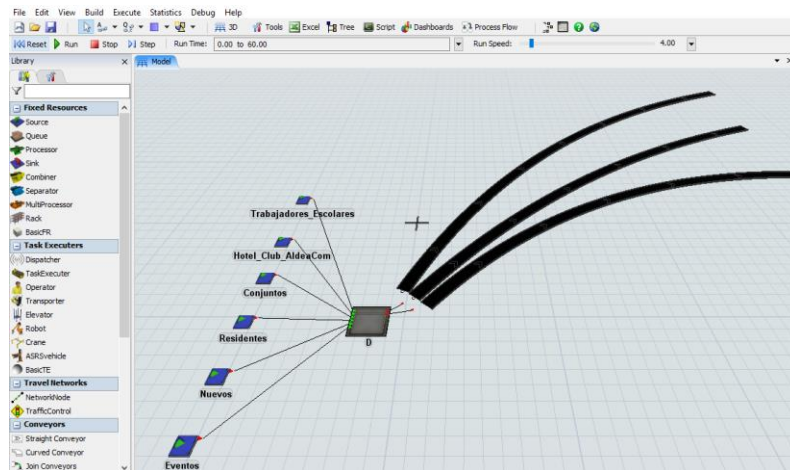 File Edit View Build Execute Statistics Debug Help
3D Tools Excel Tree Script Dashboards Process Flow
Reset Run Stop Step Run Time: 0.00 to 60.00 Run Speed: 4.00
Library
Model
Fixed Resources
Source
Queue
Processor
Sink
Combiner
Separator
MultiProcessor
Rack
BasicFR
Task Executers
Dispatcher
TaskExecuter
Operator
Transporter
Elevator
Robot
Crane
ASRSvehicle
BasicTE
Travel Networks
NetworkNode
TrafficControl
Conveyors
Straight Conveyor
Curved Conveyor
Join Conveyors
Trabajadores_Escolares
Hotel_Club_AldeaCom
Conjuntos
Residentes
D
Nuevos
Eventos